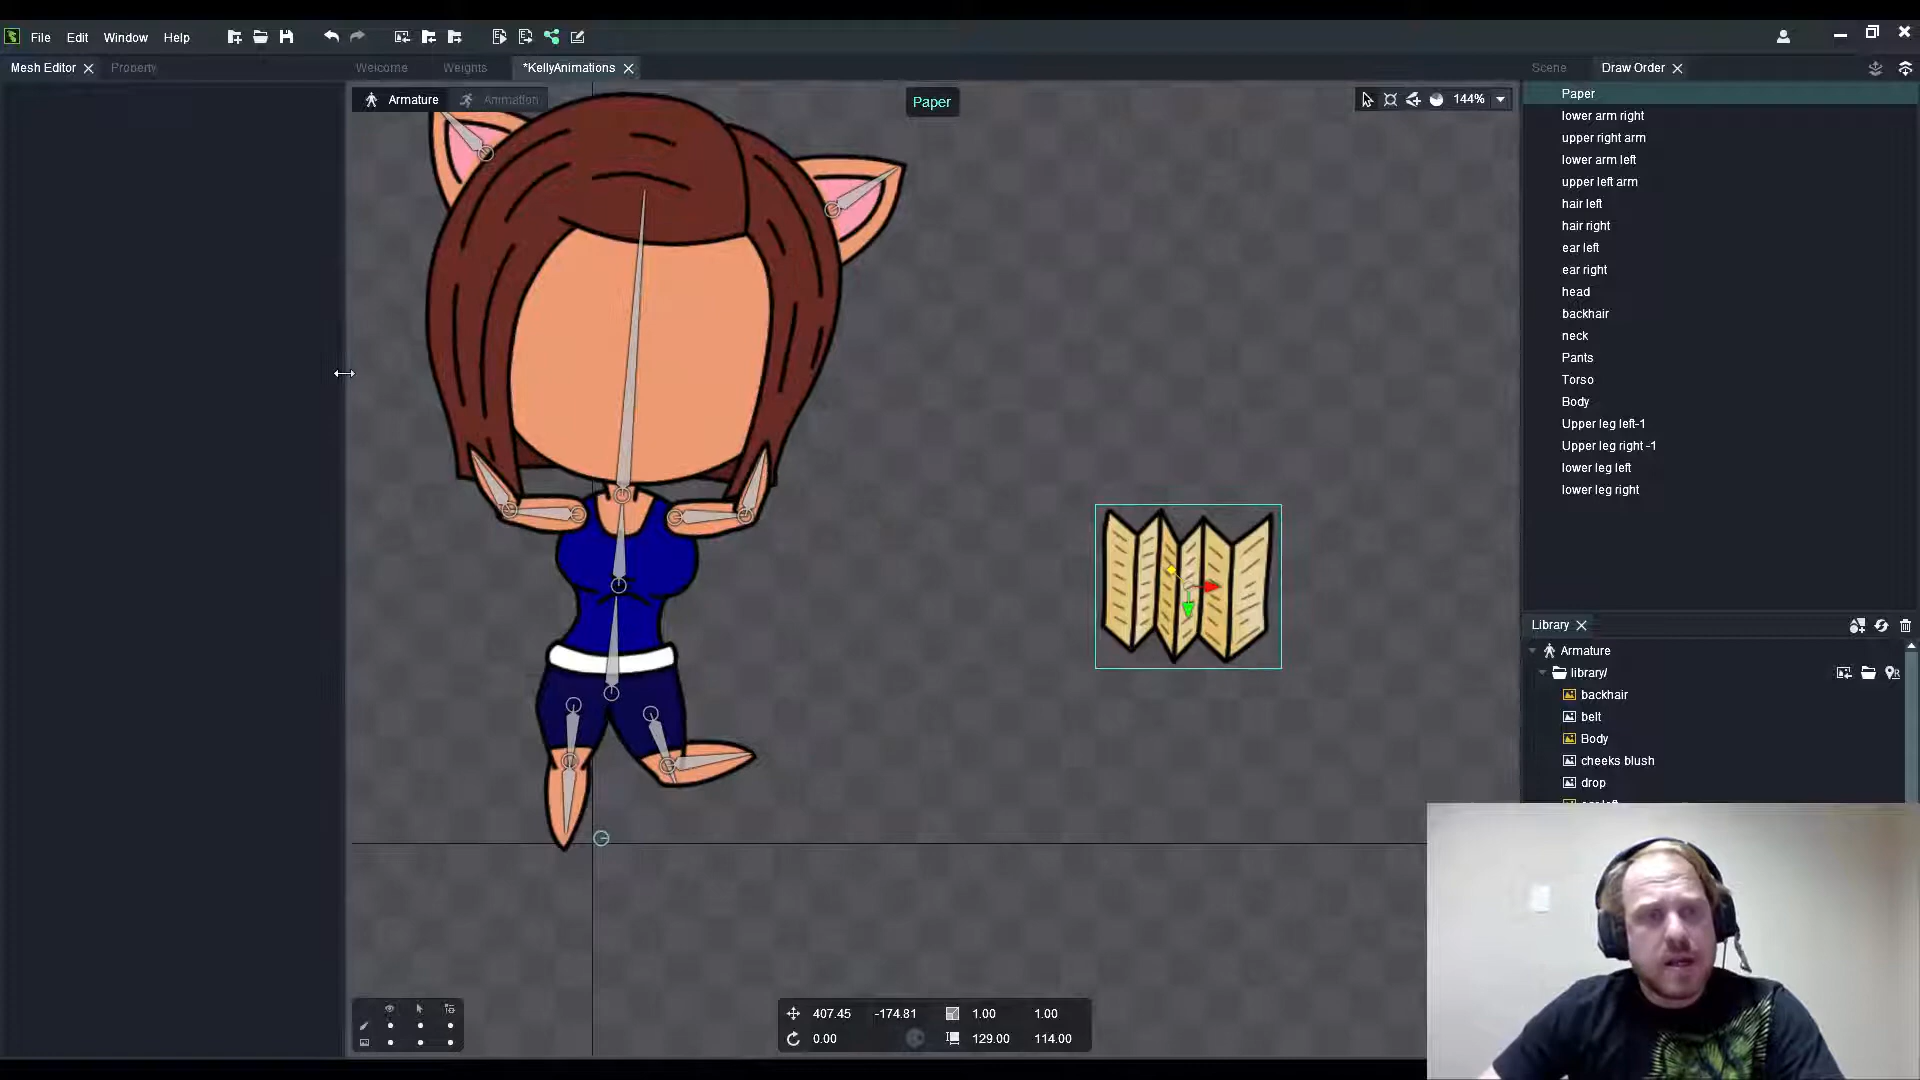 File Edit Window Help
Mesh Editor Property Welcome Weights *KellyAnimations Scene Draw Order
Armature Animation Paper 144%
Paper
lower arm right
upper right arm
lower arm left
upper left arm
hair left
hair right
ear left
ear right
head
backhair
neck
Pants
Torso
Body
Upper leg left-1
Upper leg right -1
lower leg left
lower leg right
Library
Armature
library/
backhair
belt
Body
cheeks blush
drop
407.45 -174.81 1.00 1.00
0.00 129.00 114.00